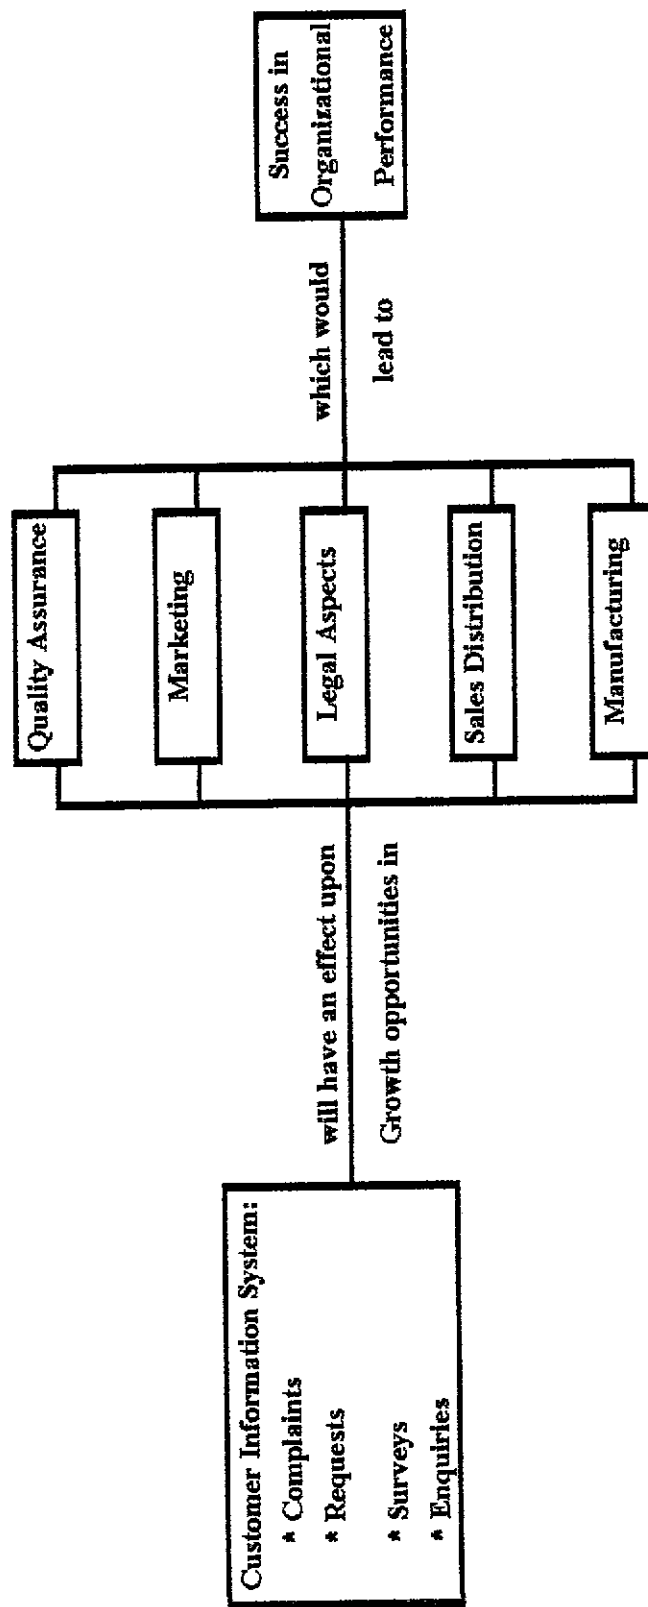 Customer Information System:
* Complaints
* Requests
* Surveys
* Enquiries
will have an effect upon
Growth opportunities in
Quality Assurance
Marketing
Legal Aspects
Sales Distribution
Manufacturing
which would
lead to
Success in
Organizational
Performance